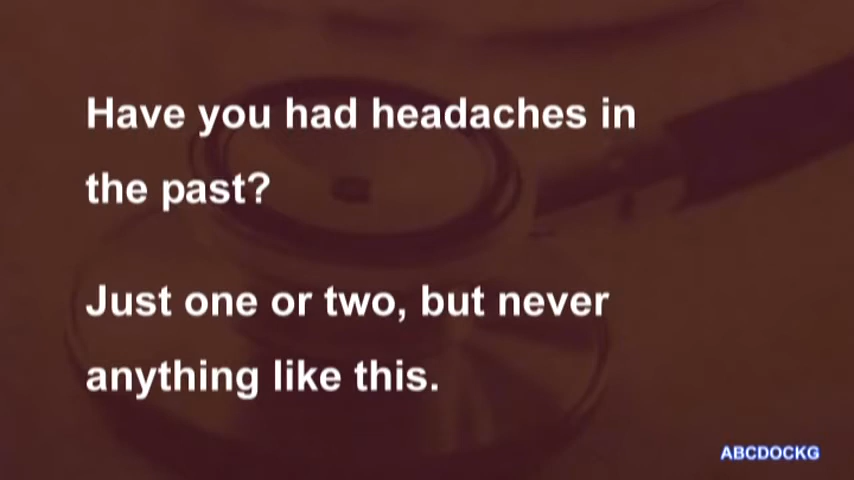 Have you had headaches in
the past?
Just one or two, but never
anything like this.
ABCDOCKG